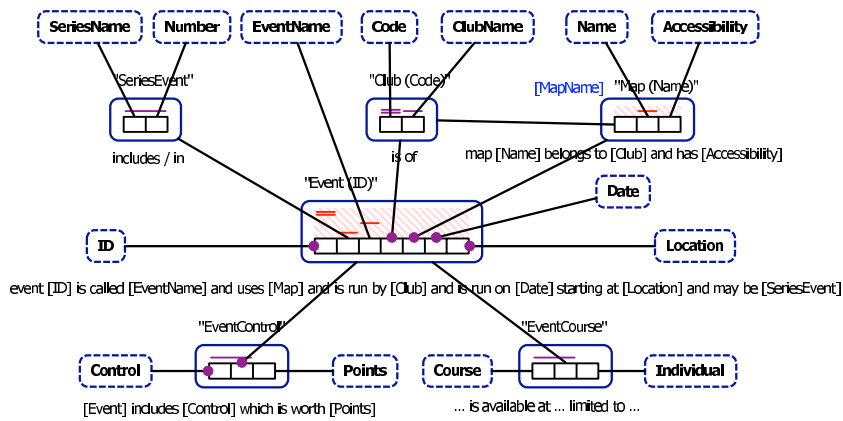 SeriesName Number EventName Code ClubName Name Accessibility
"SeriesEvent" "Club (Code)" [MapName] "Map (Name)"
includes / in is of map [Name] belongs to [Club] and has [Accessibility]
"Event (ID)" Date
ID Location
event [ID] is called [EventName] and uses [Map] and is run by [Club] and is run on [Date] starting at [Location] and may be [SeriesEvent]
"EventControl" "EventCourse"
Control Points Course Individual
[Event] includes [Control] which is worth [Points] ... is available at ... limited to ...